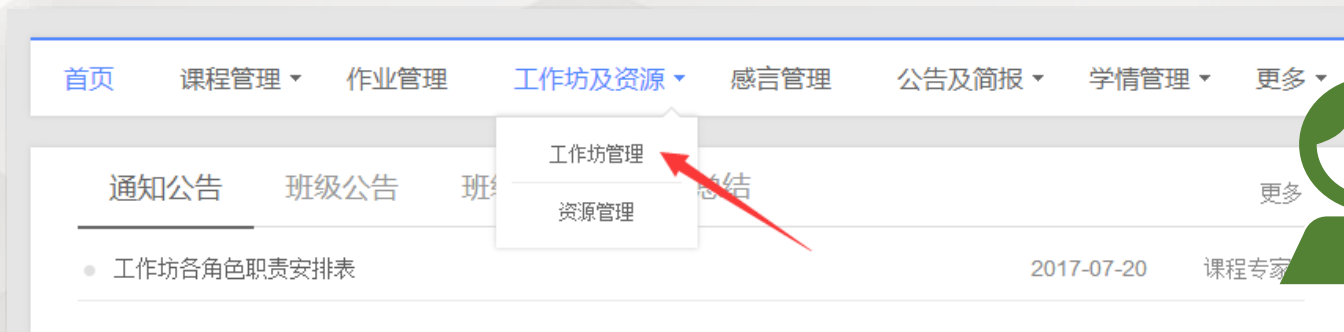 首页 课程管理 作业管理 工作坊及资源 感言管理 公告及简报 学情管理 更多
工作坊管理
通知公告 班级公告 班 总结 更多
资源管理
工作坊各角色职责安排表 2017-07-20 课程专家